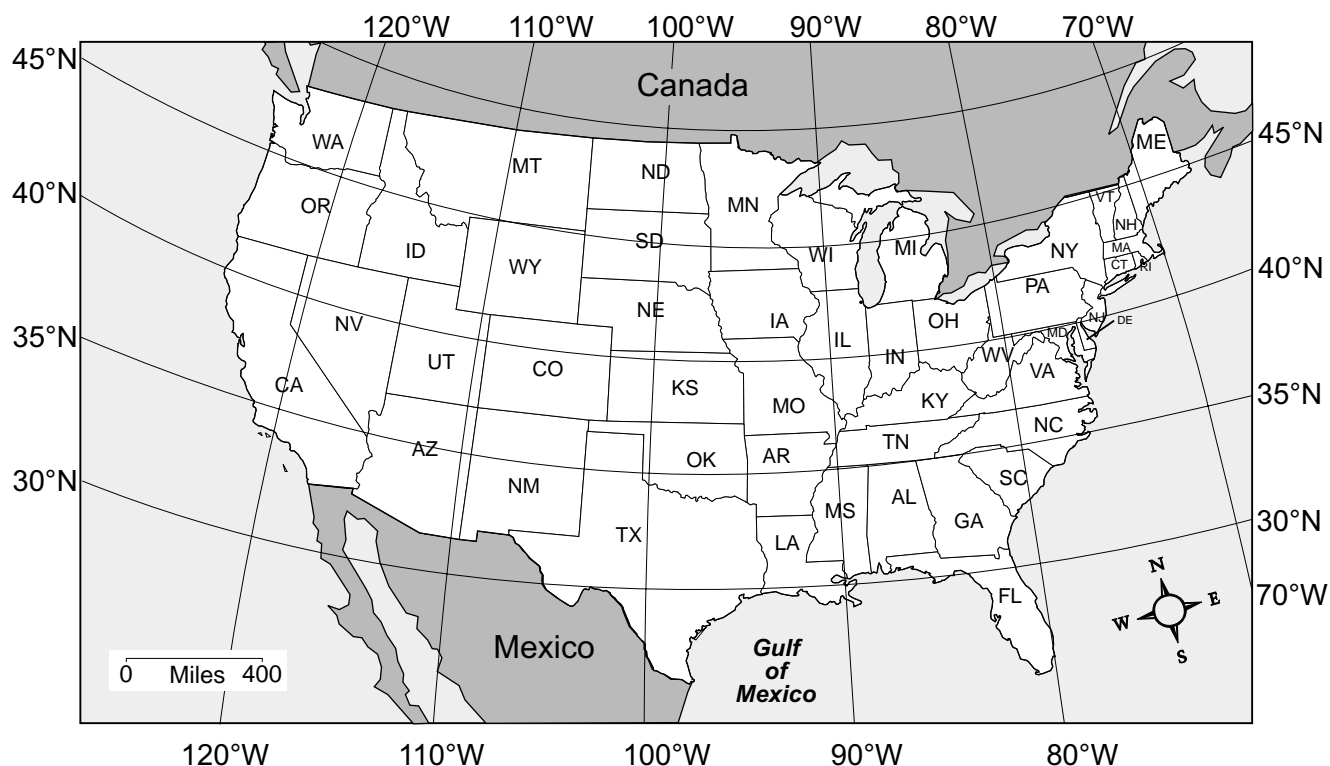 120°W 110°W 100°W 90°W 80°W 70°W
45°N
Canada
45°N
ME
WA
MT
ND
VT
MN
OR
NH
SD
WI
MI
NY
MA
ID
WY
CT RI
40°N
40°N
PA
NE
NV
IA
OH
NJ
DE
IL
MD
35°N
IN
WV
UT
CO
VA
CA
KS
35°N
MO
KY
NC
TN
AZ
OK
AR
SC
30°N
NM
MS
AL
GA
30°N
TX
LA
N
FL
70°W
W E
S
Mexico
Gulf
of
Mexico
0 Miles 400
120°W 110°W 100°W 90°W 80°W